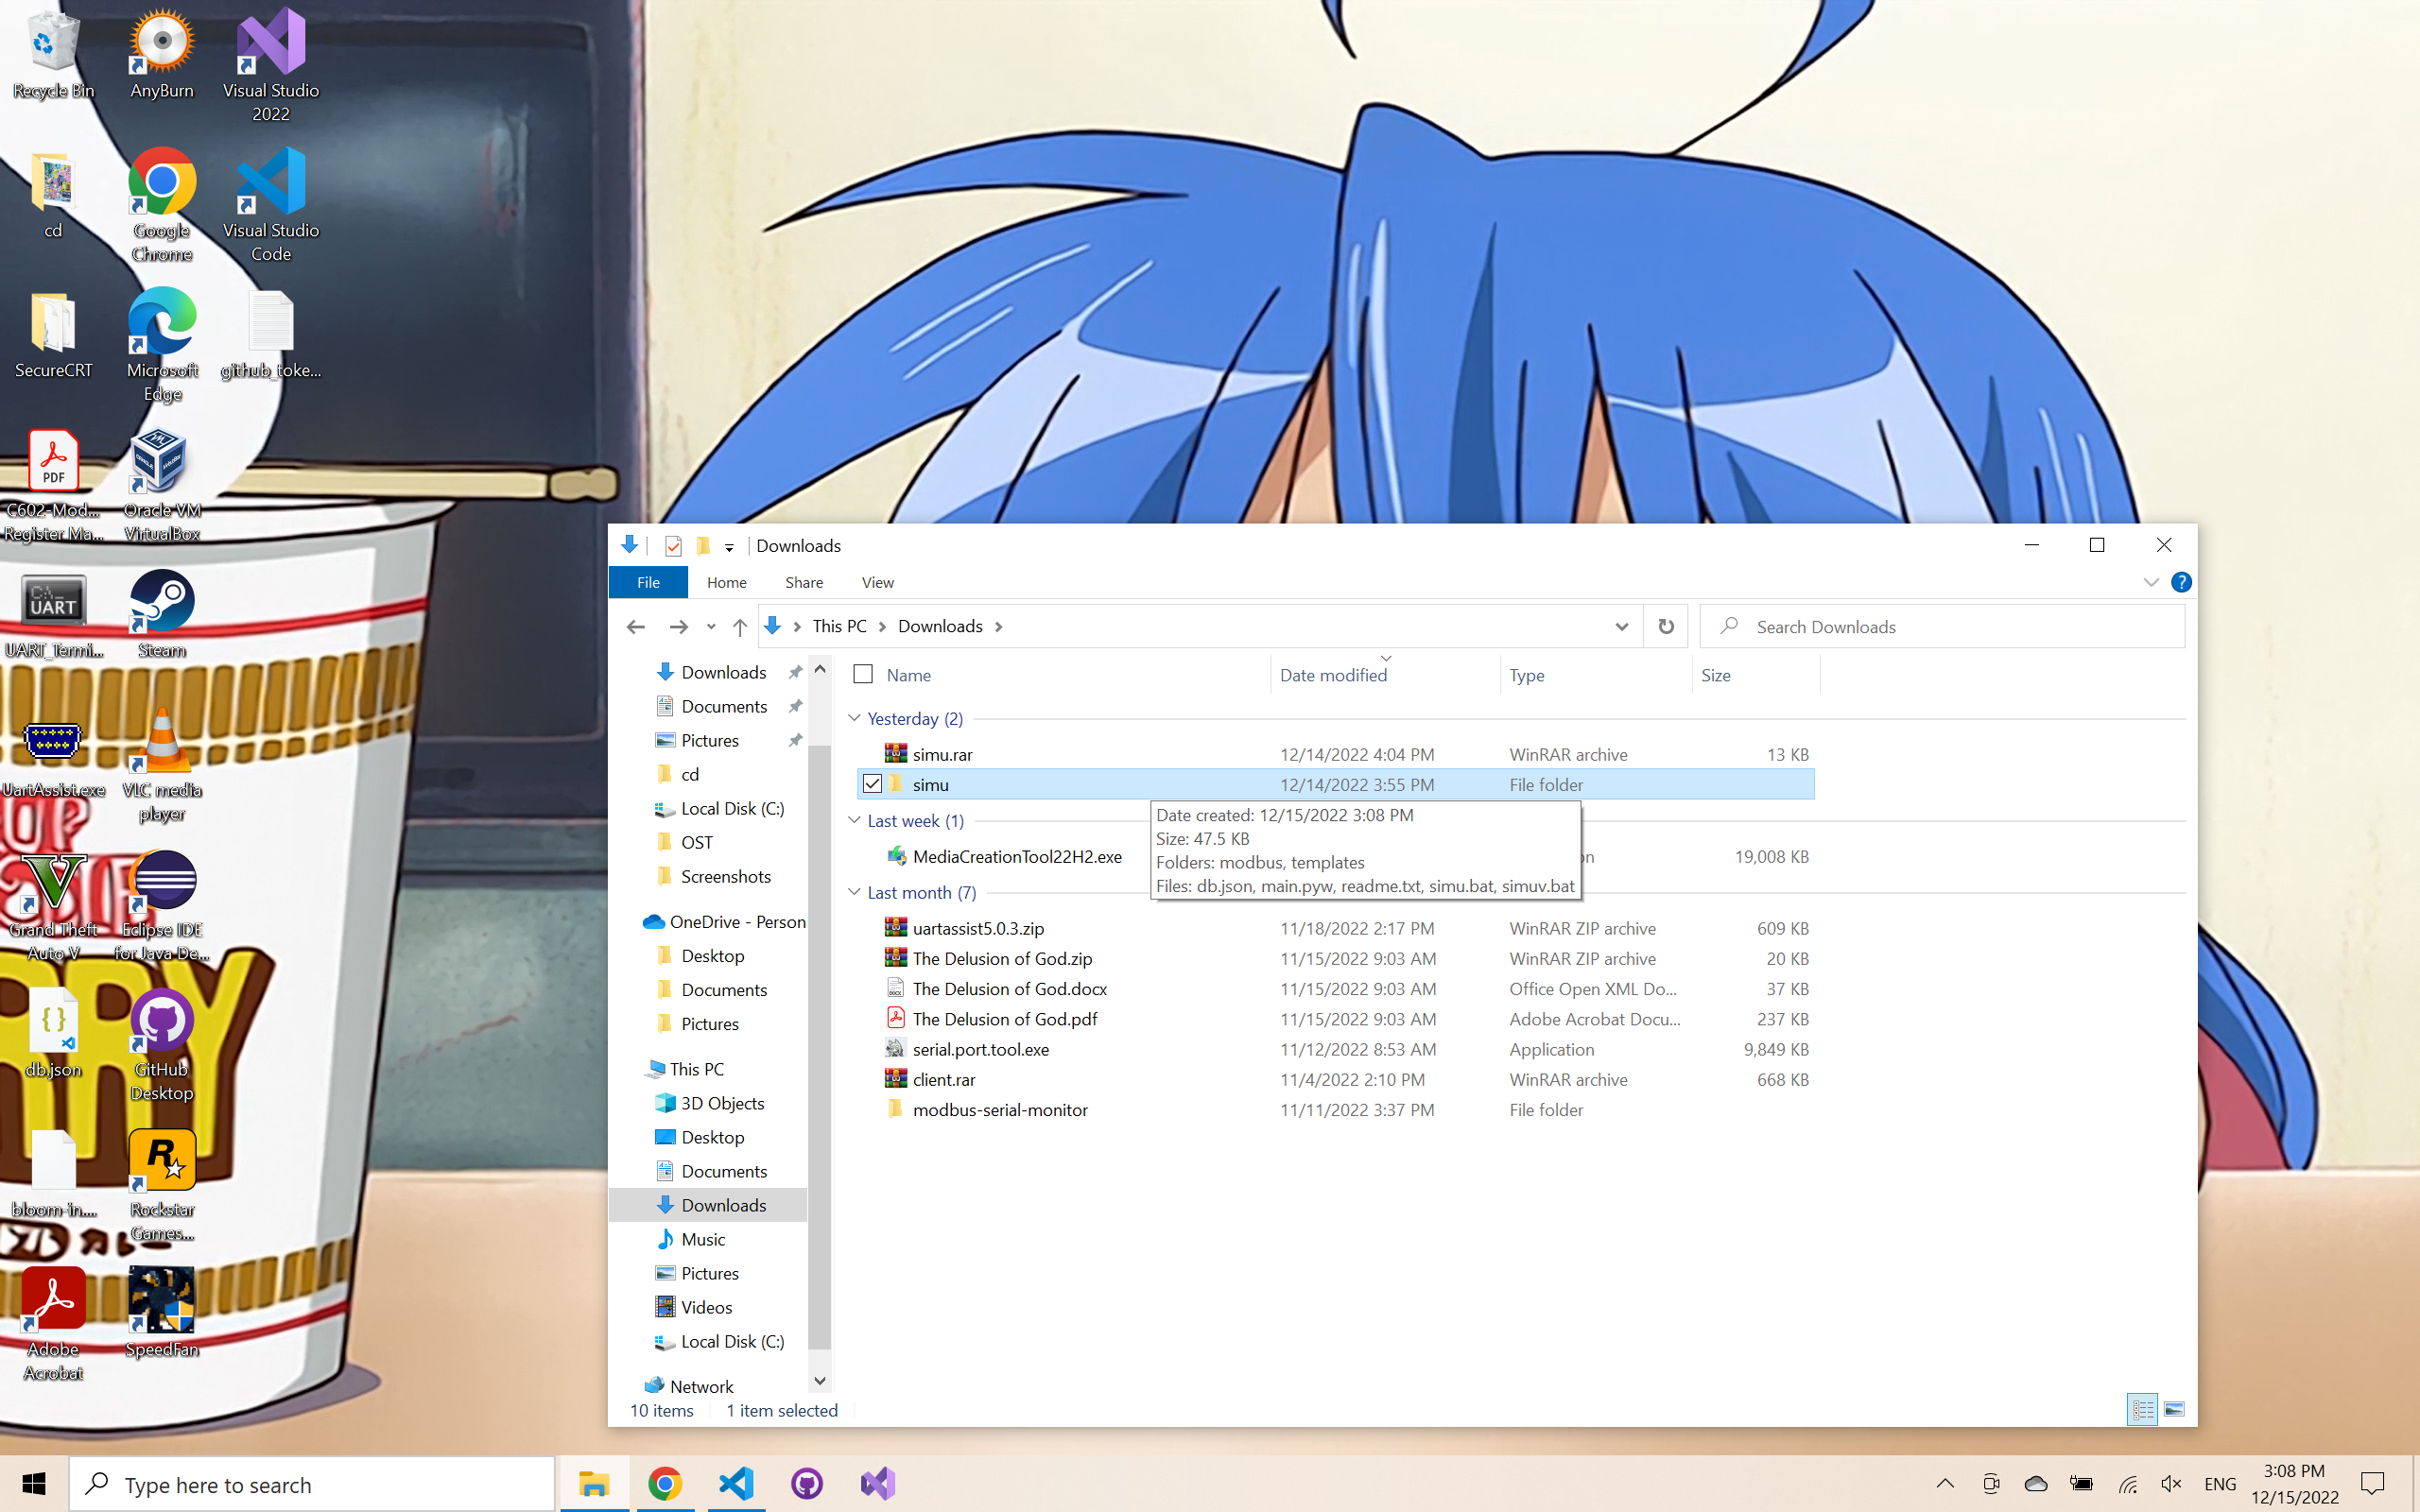 Recycle Bin
AnyBurn
Visual Studio
2022
cd
Google
Chrome
Visual Studio
Code
SecureCRT
Microsoft
Edge
github_toke...
PDF
C602-Mod...
Register Ma...
Oracle VM
VirtualBox
C:\_
UART
UART_Termi...
Steam
UartAssist.exe
VLC media
player
Grand Theft
Auto V
Eclipse IDE
for Java De...
db.json
GitHub
Desktop
bloom-in....
Rockstar
Games...
Adobe
Acrobat
SpeedFan
Downloads
File
Home
Share
View
This PC
Downloads
Search Downloads
Downloads
Documents
Pictures
cd
Local Disk (C:)
OST
Screenshots
OneDrive - Person
Desktop
Documents
Pictures
This PC
3D Objects
Desktop
Documents
Downloads
Music
Pictures
Videos
Local Disk (C:)
Network
Name Date modified Type Size
Yesterday (2)
simu.rar 12/14/2022 4:04 PM WinRAR archive 13 KB
simu 12/14/2022 3:55 PM File folder
Date created: 12/15/2022 3:08 PM
Size: 47.5 KB
Folders: modbus, templates
Files: db.json, main.pyw, readme.txt, simu.bat, simuv.bat
Last week (1)
MediaCreationTool22H2.exe 19,008 KB
Last month (7)
uartassist5.0.3.zip 11/18/2022 2:17 PM WinRAR ZIP archive 609 KB
The Delusion of God.zip 11/15/2022 9:03 AM WinRAR ZIP archive 20 KB
The Delusion of God.docx 11/15/2022 9:03 AM Office Open XML Do... 37 KB
The Delusion of God.pdf 11/15/2022 9:03 AM Adobe Acrobat Docu... 237 KB
serial.port.tool.exe 11/12/2022 8:53 AM Application 9,849 KB
client.rar 11/4/2022 2:10 PM WinRAR archive 668 KB
modbus-serial-monitor 11/11/2022 3:37 PM File folder
10 items
1 item selected
Type here to search
ENG
3:08 PM
12/15/2022